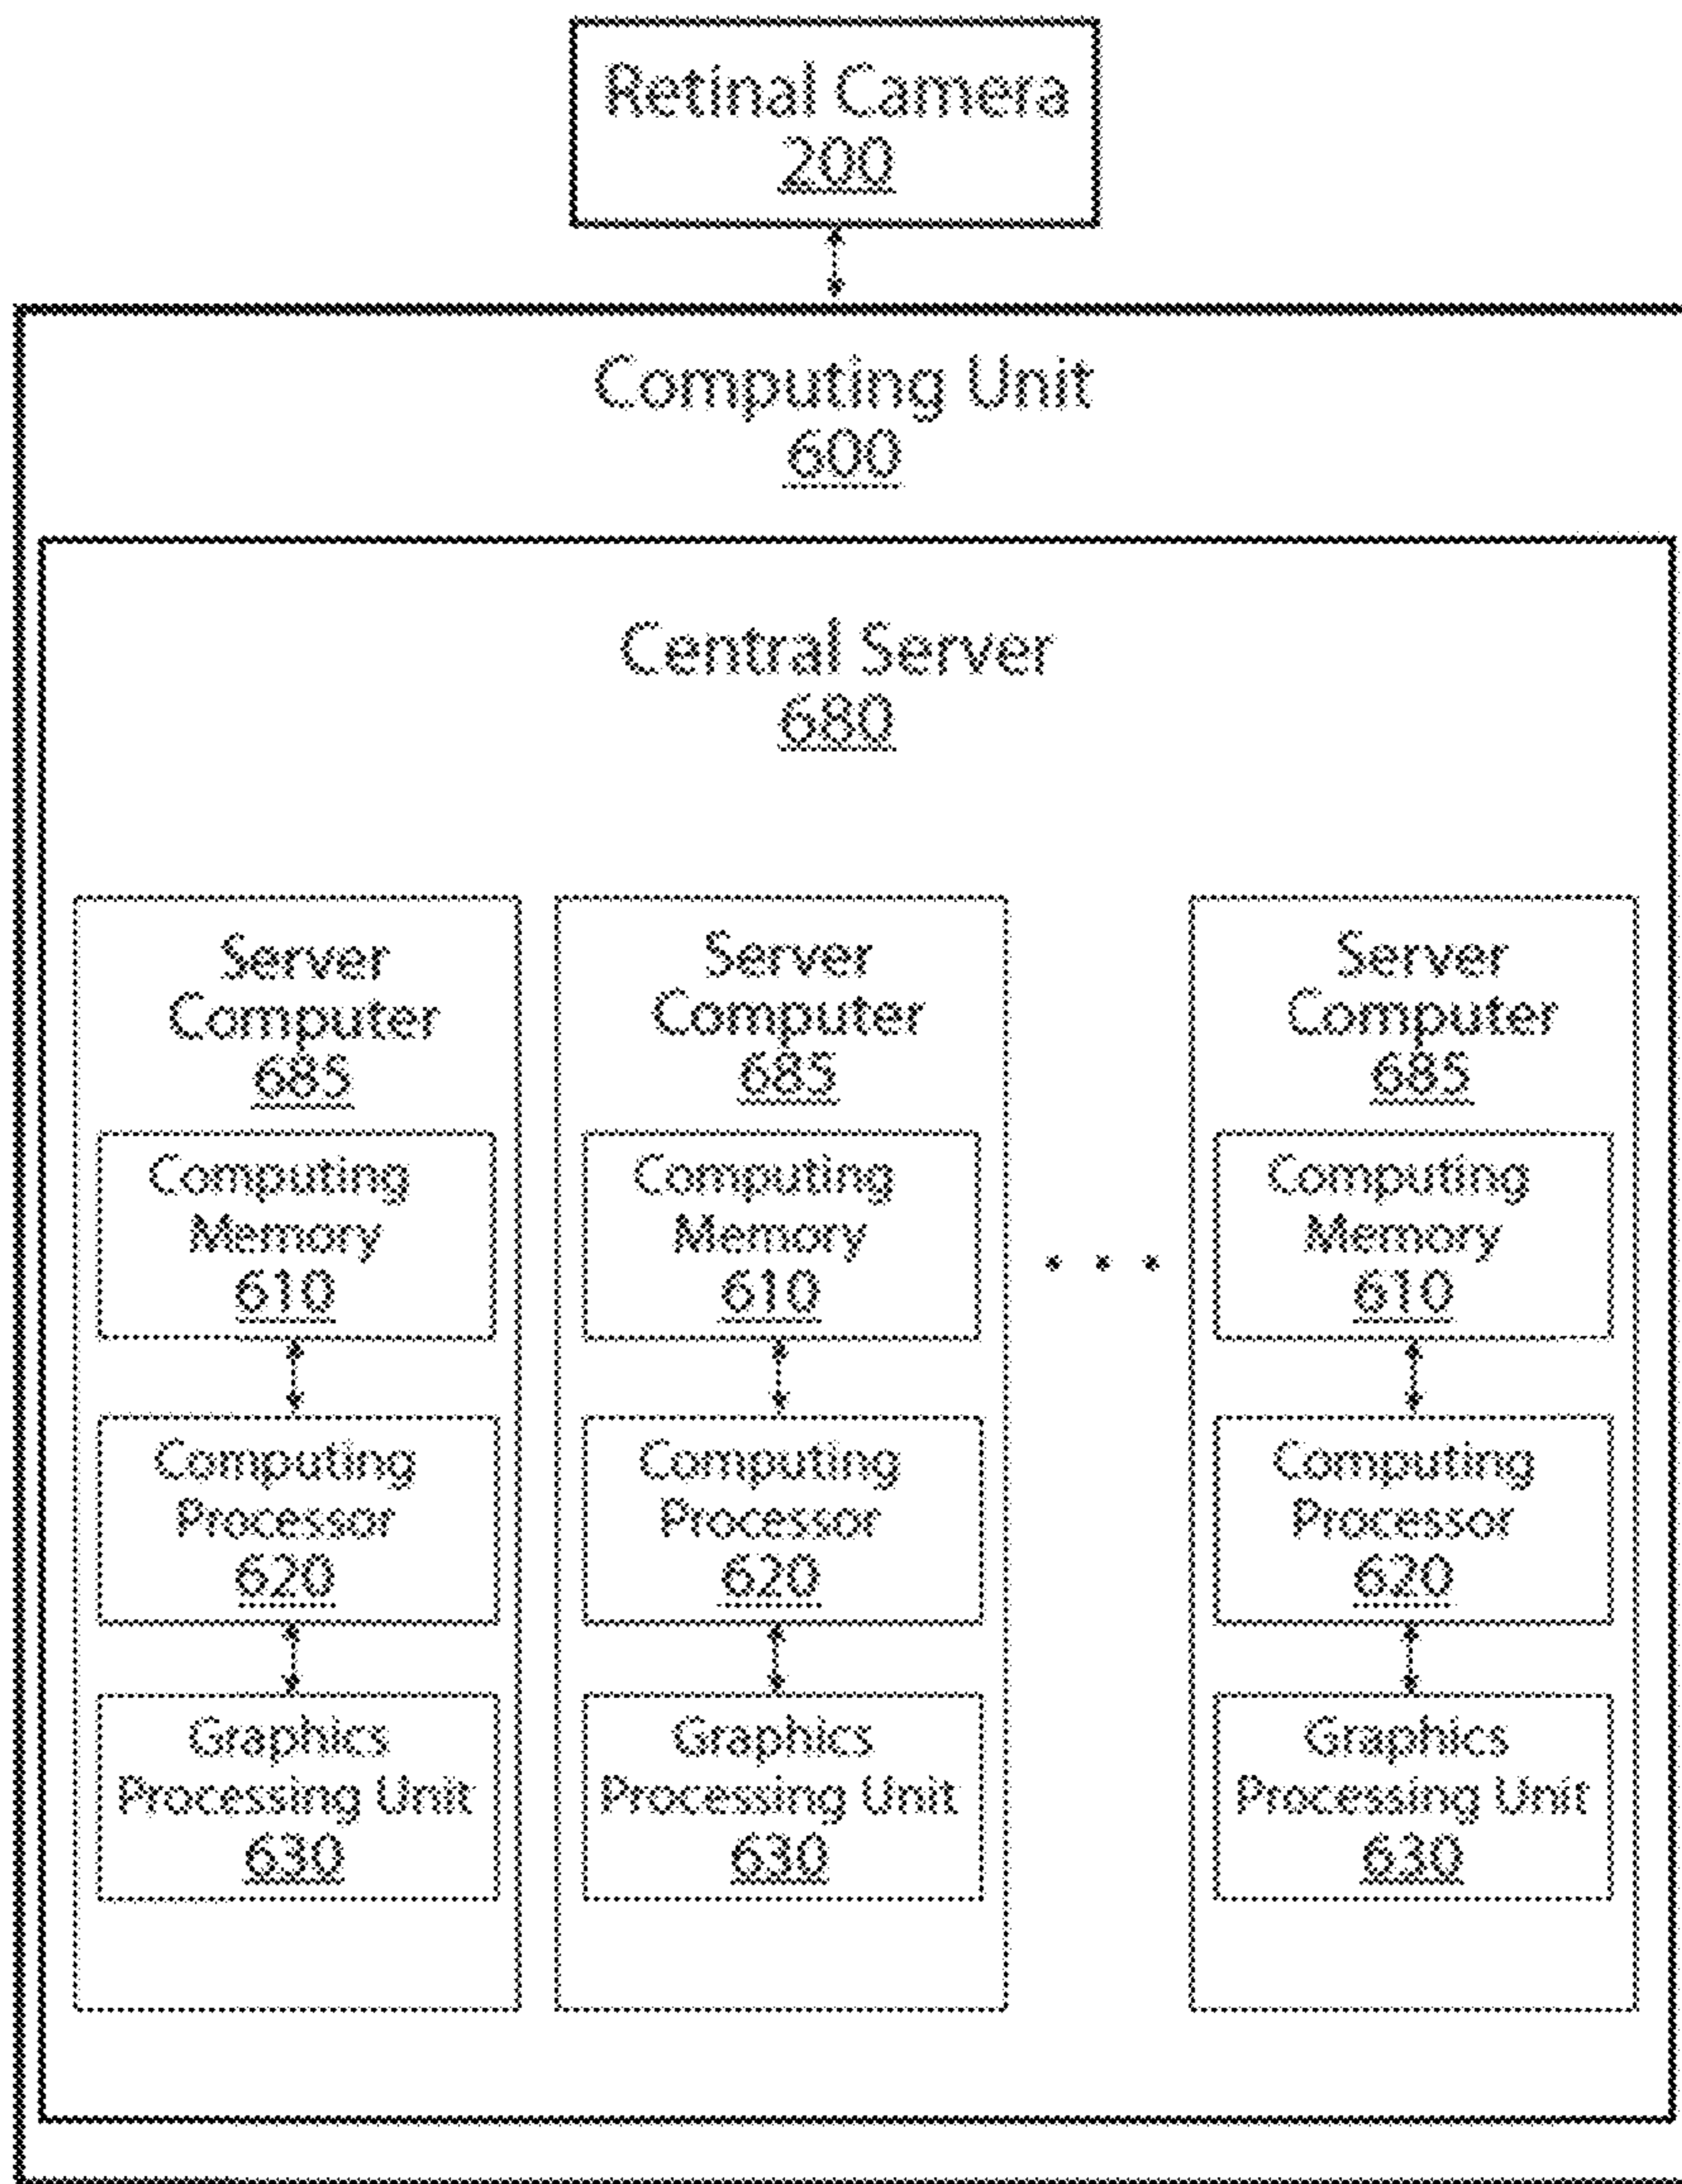 Retinal Camera
200
Computing Unit
600
Central Server
680
Server
Computer
685
Computing
Memory
610
Computing
Processor
620
Graphics
Processing Unit
630
Server
Computer
685
Computing
Memory
610
Computing
Processor
620
Graphics
Processing Unit
630
. . .
Server
Computer
685
Computing
Memory
610
Computing
Processor
620
Graphics
Processing Unit
630